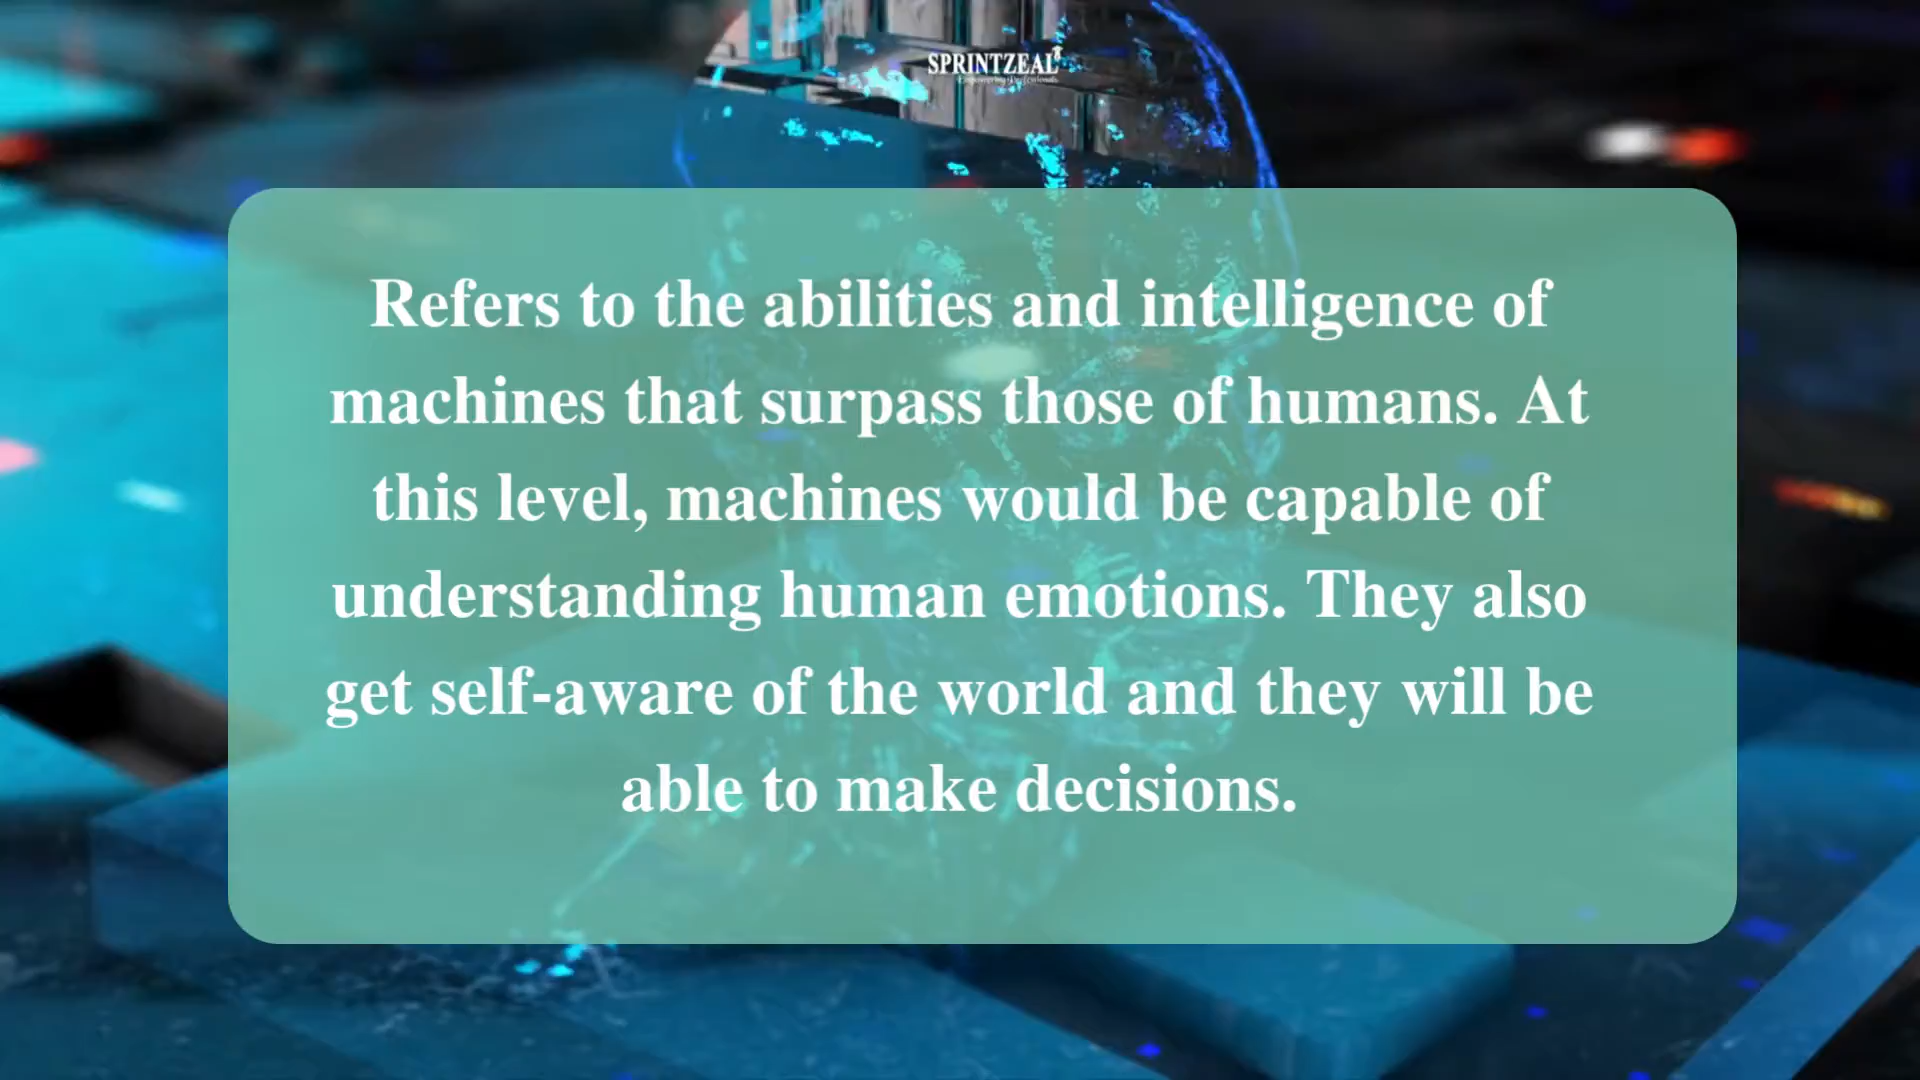 SPRINTZEAL
Refers to the abilities and intelligence of
machines that surpass those of humans. At
this level, machines would be capable of
understanding human emotions. They also
get self-aware of the world and they will be
able to make decisions.